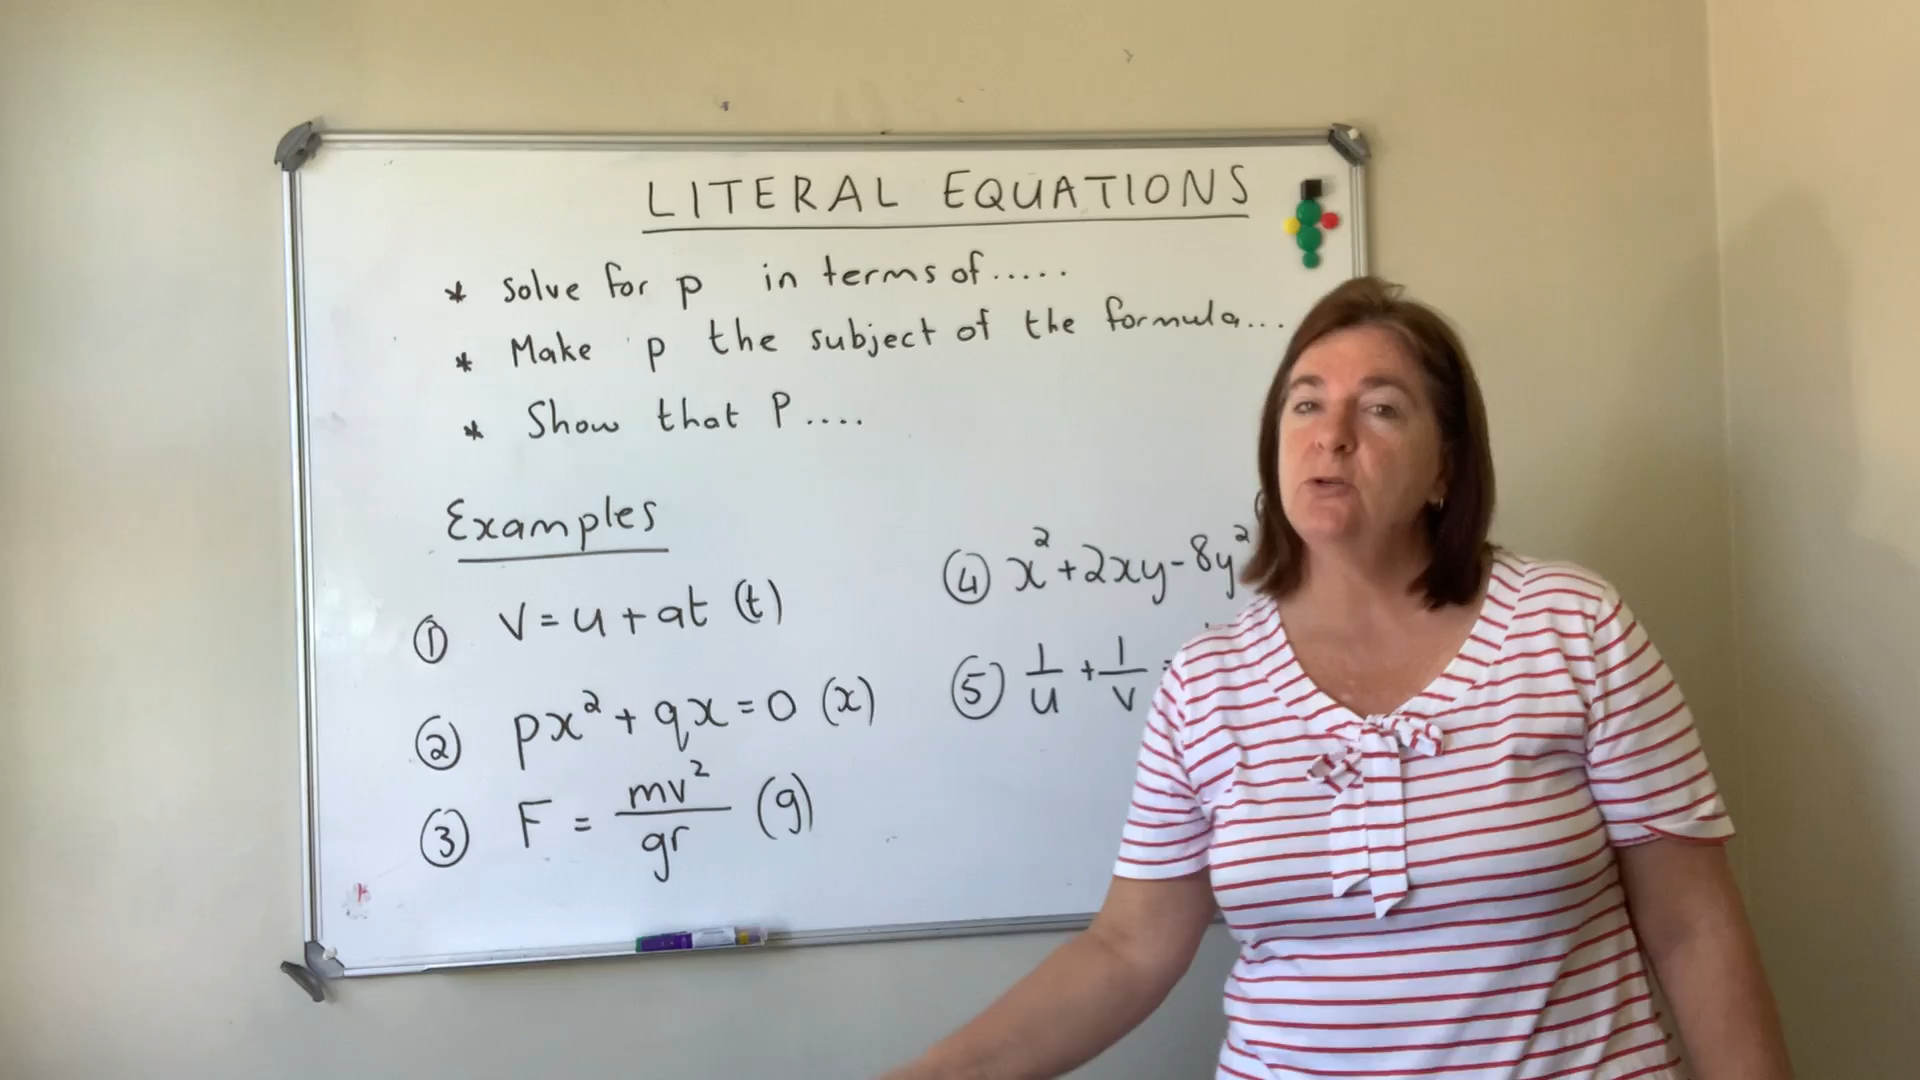 LITERAL EQUATIONS
* Solve for p in terms of.....
* Make p the subject of the formula...
* Show that P....
Examples
① V = u + at (t)
② px² + qx = 0 (x)
③ F = mv²/gr (g)
④ x² + 2xy - 8y²
⑤ 1/u + 1/v =